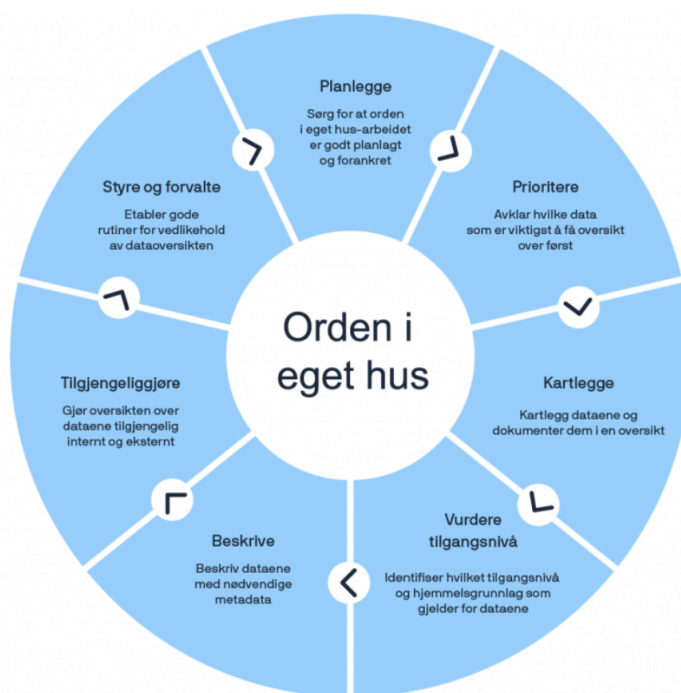 Planlegge
Sørg for at orden
i eget hus-arbeidet
er godt planlagt
og forankret
Prioritere
Avklar hvilke data
som er viktigst å få oversikt
over først
Kartlegge
Kartlegg dataene og
dokumenter dem i en oversikt
Vurdere
tilgangsnivå
Identifiser hvilket tilgangsnivå
og hjemmelsgrunnlag som
gjelder for dataene
Beskrive
Beskriv dataene
med nødvendige
metadata
Tilgjengeliggjøre
Gjør oversikten over
dataene tilgjengelig
internt og eksternt
Styre og forvalte
Etabler gode
rutiner for vedlikehold
av dataoversikten
Orden i
eget hus